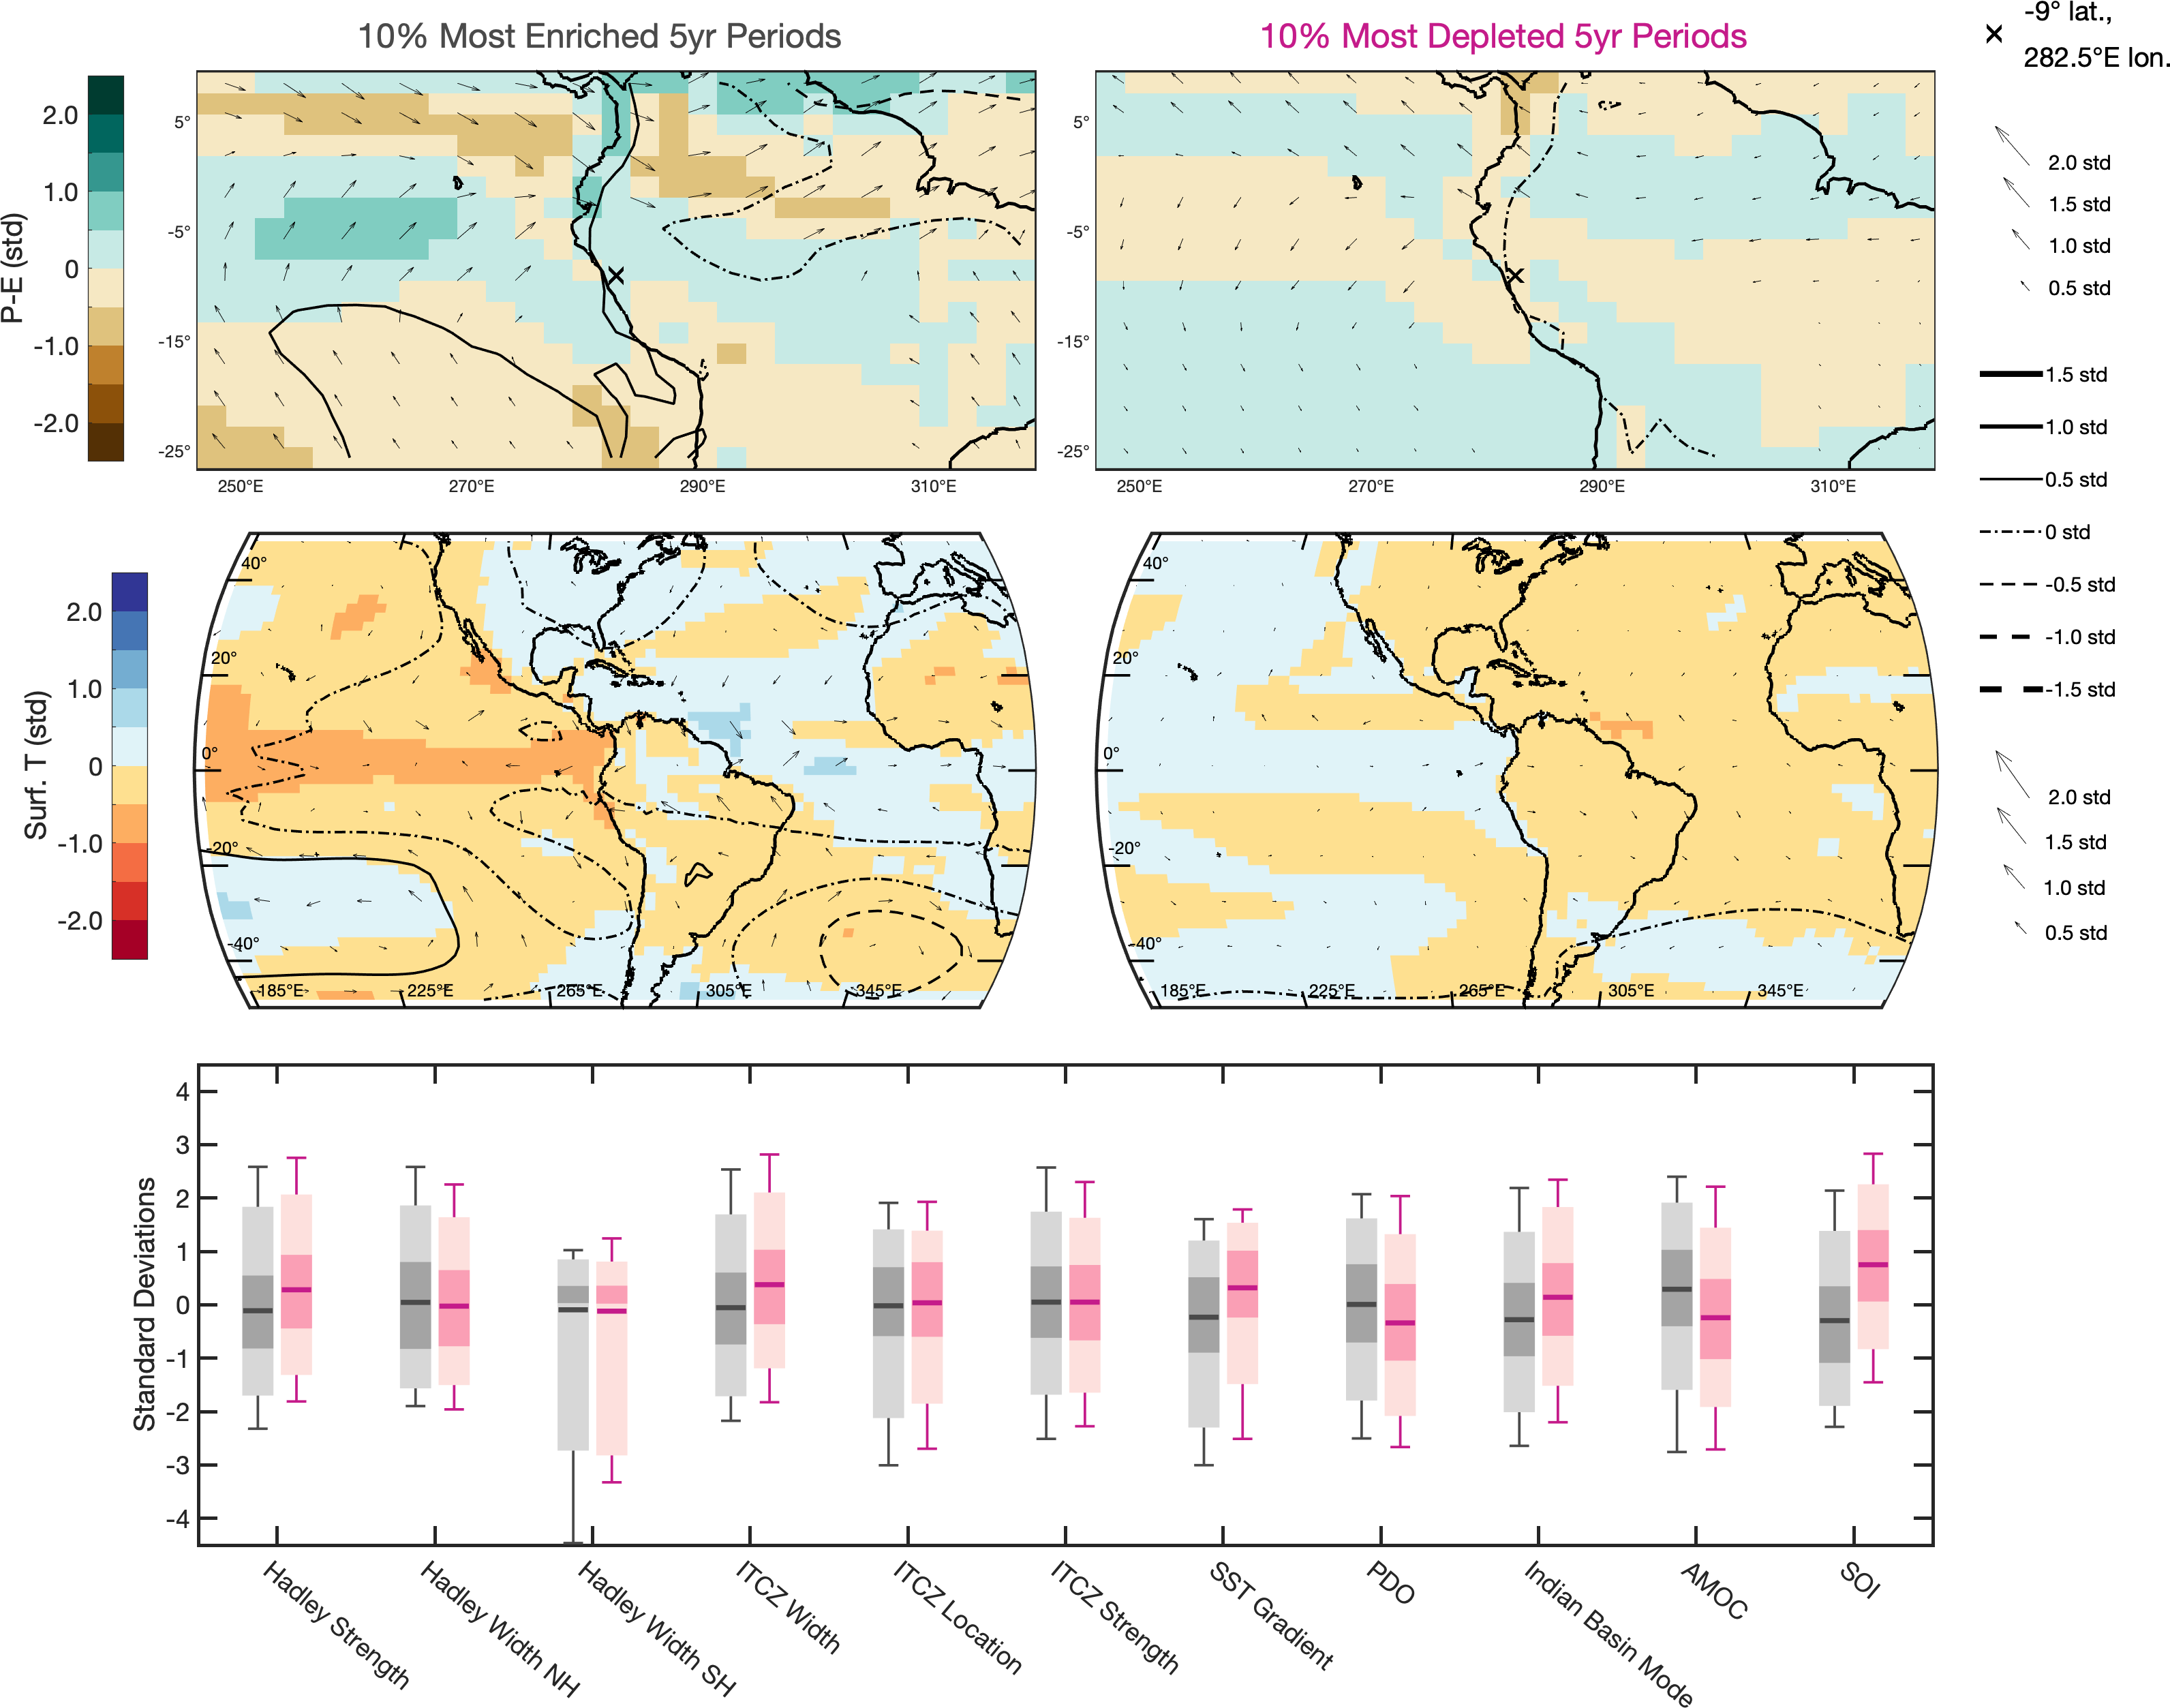 10% Most Enriched 5yr Periods
10% Most Depleted 5yr Periods
-9° lat.,
282.5°E lon.
P-E (std)
2.0
1.0
0
-1.0
-2.0
5°
-5°
-15°
-25°
250°E
270°E
290°E
310°E
5°
-5°
-15°
-25°
250°E
270°E
290°E
310°E
2.0 std
1.5 std
1.0 std
0.5 std
1.5 std
1.0 std
0.5 std
0 std
-0.5 std
-1.0 std
-1.5 std
2.0 std
1.5 std
1.0 std
0.5 std
Surf. T (std)
2.0
1.0
0
-1.0
-2.0
40°
20°
0°
-20°
-40°
185°E
225°E
265°E
305°E
345°E
40°
20°
0°
-20°
-40°
185°E
225°E
265°E
305°E
345°E
Standard Deviations
4
3
2
1
0
-1
-2
-3
-4
Hadley Strength
Hadley Width NH
Hadley Width SH
ITCZ Width
ITCZ Location
ITCZ Strength
SST Gradient
PDO
Indian Basin Mode
AMOC
SOI